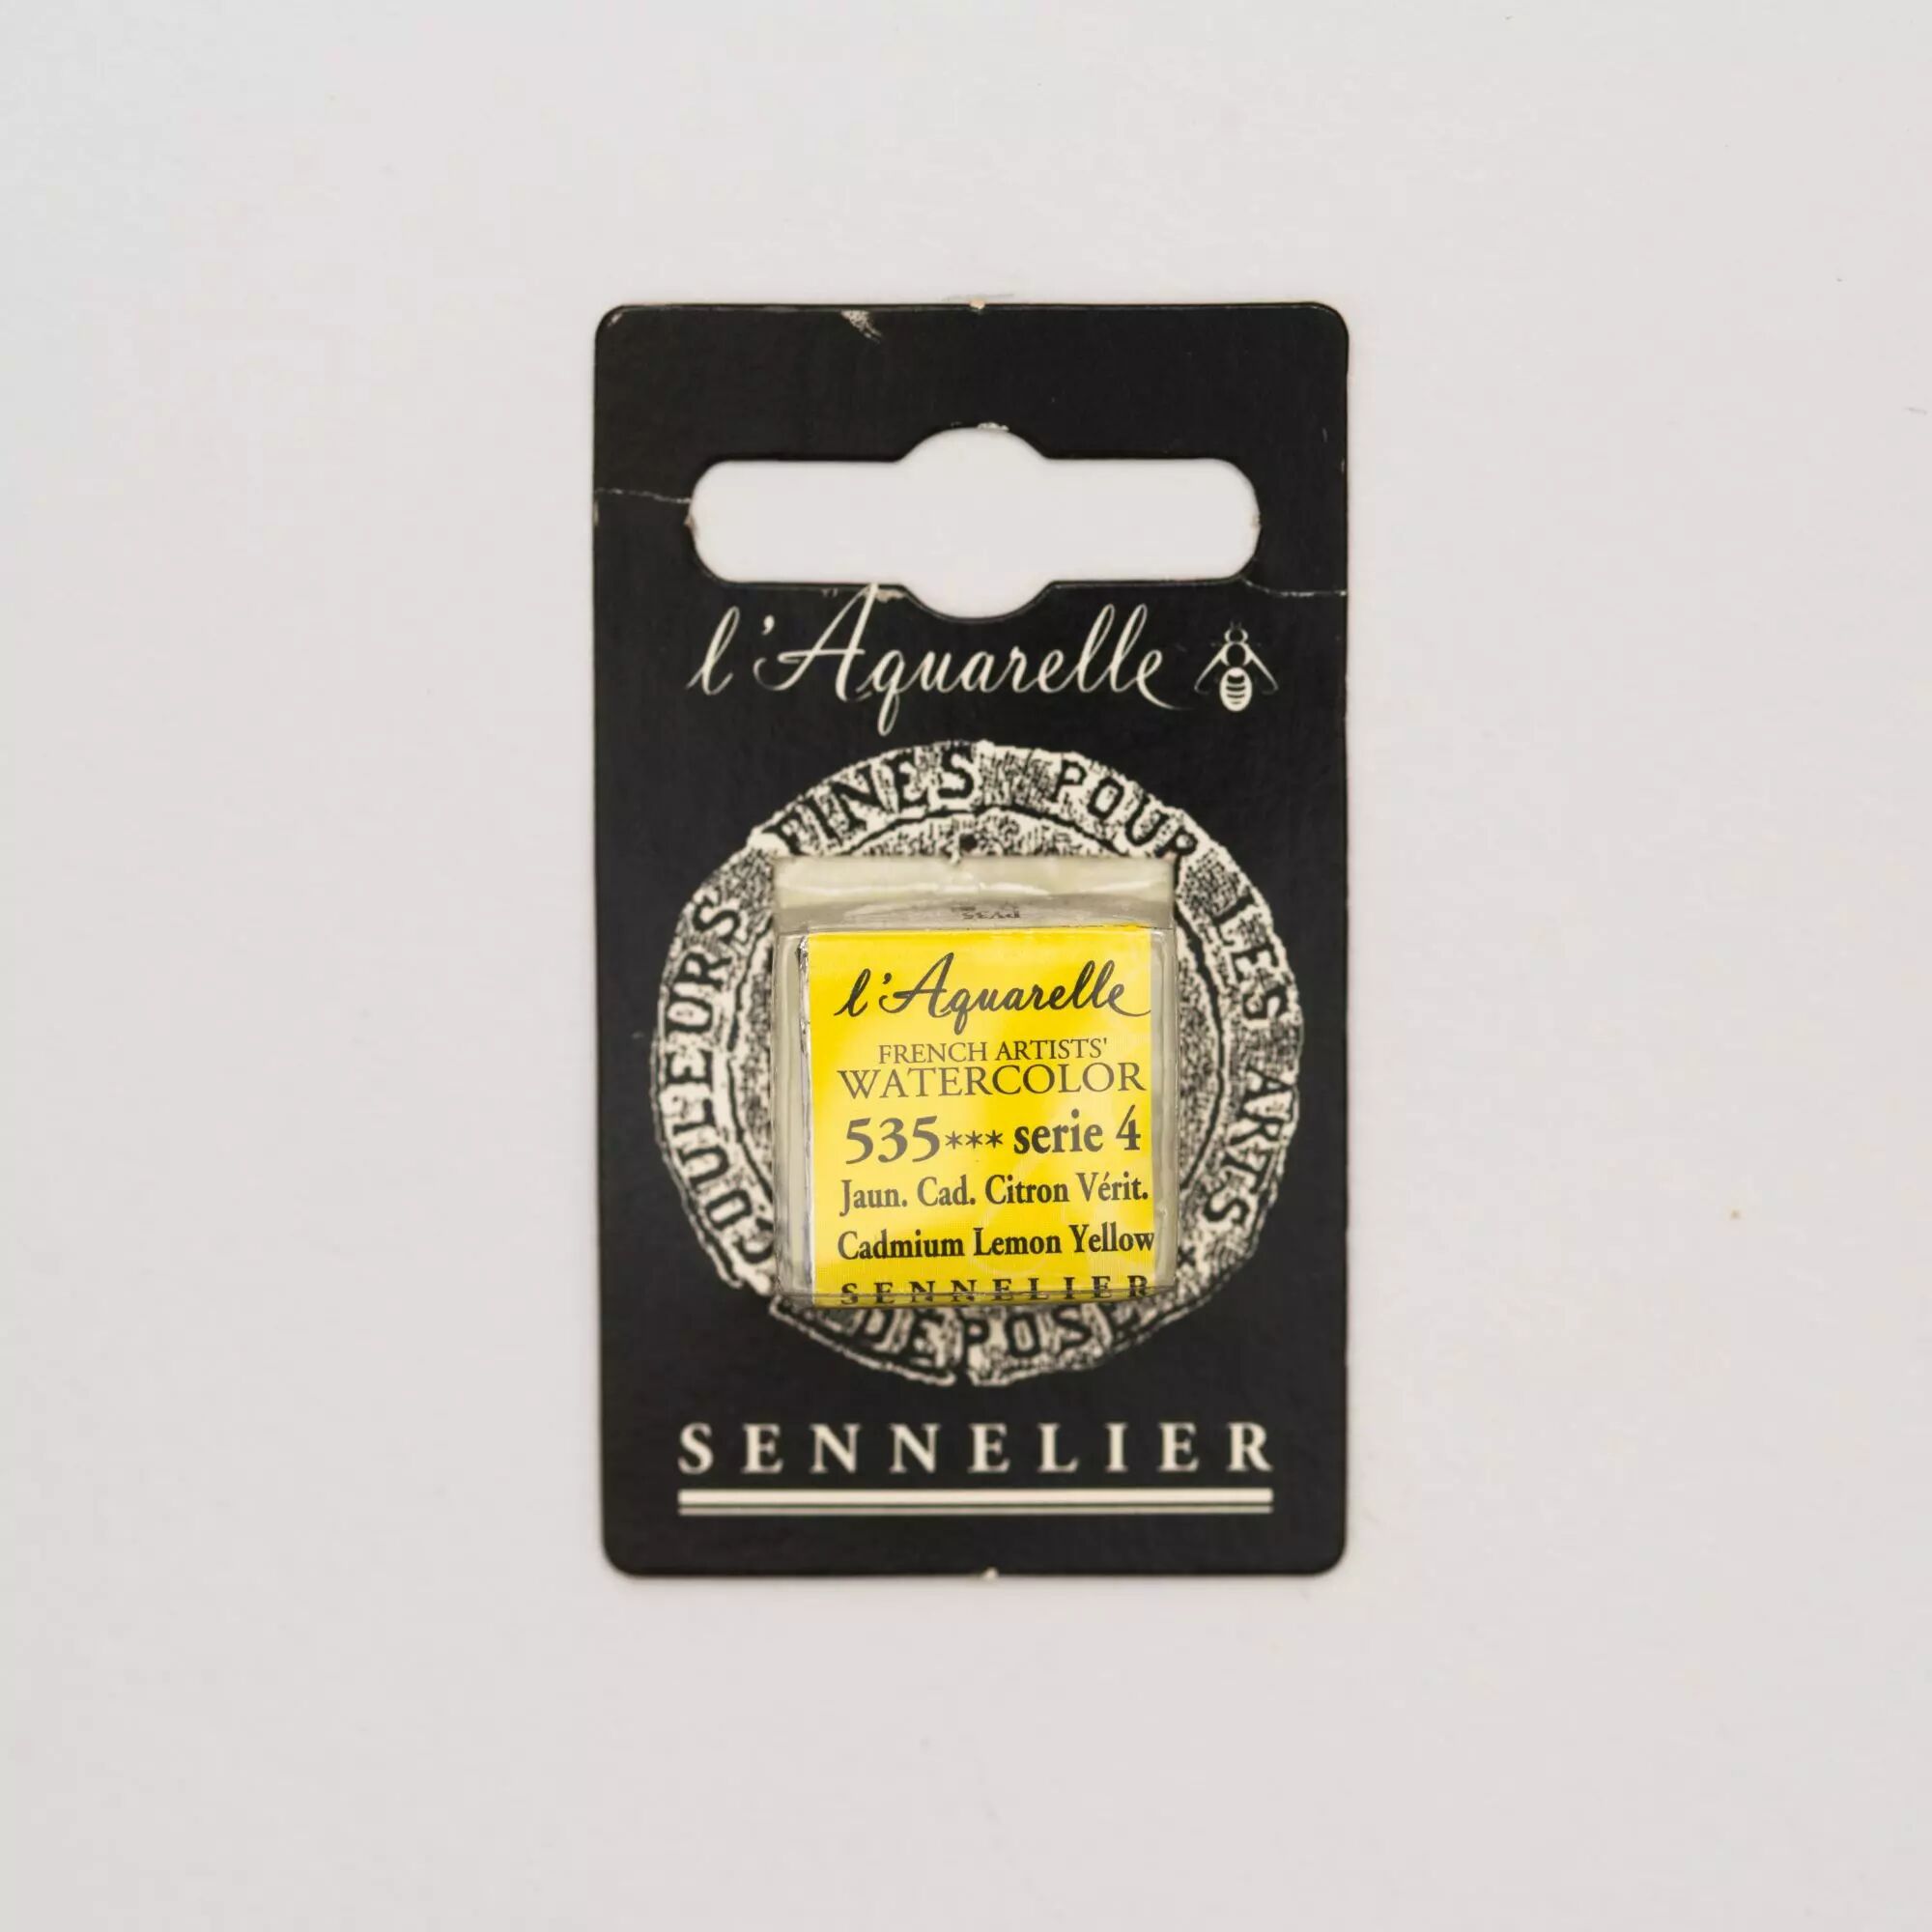 l'Aquarelle
COULEURS FINES POUR LES ARTS
PY35
l'Aquarelle
FRENCH ARTISTS'
WATERCOLOR
535*** serie 4
Jaun. Cad. Citron Vérit.
Cadmium Lemon Yellow
SENNELIER
DEPOSE
SENNELIER